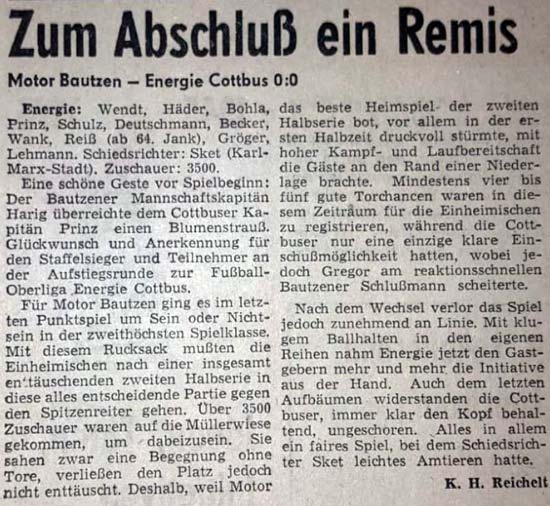 Zum Abschluß ein Remis
Motor Bautzen — Energie Cottbus 0:0
Energie: Wendt, Häder, Bohla,
Prinz, Schulz, Deutschmann, Becker,
Wank, Reiß (ab 64. Jank), Gröger,
Lehmann. Schiedsrichter: Sket (Karl-
Marx-Stadt). Zuschauer: 3500.
Eine schöne Geste vor Spielbeginn:
Der Bautzener Mannschaftskapitän
Harig überreichte dem Cottbuser Ka-
pitän Prinz einen Blumenstrauß.
Glückwunsch und Anerkennung für
den Staffelsieger und Teilnehmer an
der Aufstiegsrunde zur Fußball-
Oberliga Energie Cottbus.
Für Motor Bautzen ging es im letz-
ten Punktspiel um Sein oder Nicht-
sein in der zweithöchsten Spielklasse.
Mit diesem Rucksack mußten die
Einheimischen nach einer insgesamt
enttäuschenden zweiten Halbserie in
diese alles entscheidende Partie gegen
den Spitzenreiter gehen. Über 3500
Zuschauer waren auf die Müllerwiese
gekommen, um dabeizusein. Sie
sahen zwar eine Begegnung ohne
Tore, verließen den Platz jedoch
nicht enttäuscht. Deshalb, weil Motor
das beste Heimspiel der zweiten
Halbserie bot, vor allem in der er-
sten Halbzeit druckvoll stürmte, mit
hoher Kampf- und Laufbereitschaft
die Gäste an den Rand einer Nieder-
lage brachte. Mindestens vier bis
fünf gute Torchancen waren in die-
sem Zeitraum für die Einheimischen
zu registrieren, während die Cott-
buser nur eine einzige klare Ein-
schußmöglichkeit hatten, wobei je-
doch Gregor am reaktionsschnellen
Bautzener Schlußmann scheiterte.
Nach dem Wechsel verlor das Spiel
jedoch zunehmend an Linie. Mit klu-
gem Ballhalten in den eigenen
Reihen nahm Energie jetzt den Gast-
gebern mehr und mehr die Initiative
aus der Hand. Auch dem letzten
Aufbäumen widerstanden die Cott-
buser, immer klar den Kopf behal-
tend, ungeschoren. Alles in allem
ein faires Spiel, bei dem Schiedsrich-
ter Sket leichtes Amtieren hatte.
K. H. Reichelt